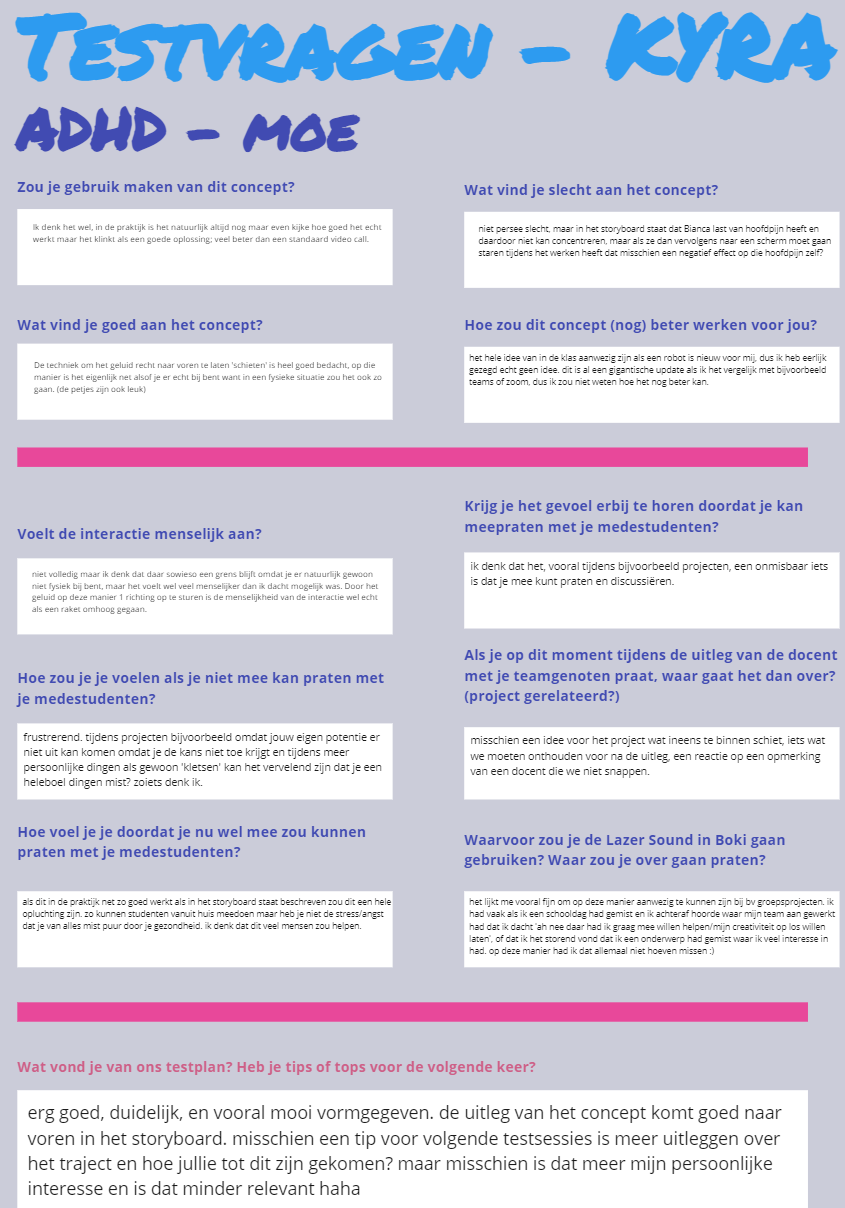 Testvragen - KYRA
ADHD - moe
Zou je gebruik maken van dit concept?
Ik denk het wel, in de praktijk is het natuurlijk altijd nog maar even kijke hoe goed het echt
werkt maar het klinkt als een goede oplossing; veel beter dan een standaard video call.
Wat vind je slecht aan het concept?
niet persee slecht, maar in het storyboard staat dat Bianca last van hoofdpijn heeft en
daardoor niet kan concentreren, maar als ze dan vervolgens naar een scherm moet gaan
staren tijdens het werken heeft dat misschien een negatief effect op die hoofdpijn zelf?
Wat vind je goed aan het concept?
De techniek om het geluid recht naar voren te laten 'schieten' is heel goed bedacht, op die
manier is het eigenlijk net alsof je er echt bij bent want in een fysieke situatie zou het ook zo
gaan. (de petjes zijn ook leuk)
Hoe zou dit concept (nog) beter werken voor jou?
het hele idee van in de klas aanwezig zijn als een robot is nieuw voor mij, dus ik heb eerlijk
gezegd echt geen idee. dit is al een gigantische update als ik het vergelijk met bijvoorbeeld
teams of zoom, dus ik zou niet weten hoe het nog beter kan.
Voelt de interactie menselijk aan?
niet volledig maar ik denk dat daar sowieso een grens blijft omdat je er natuurlijk gewoon
niet fysiek bij bent, maar het voelt wel veel menselijker dan ik dacht mogelijk was. Door het
geluid op deze manier 1 richting op te sturen is de menselijkheid van de interactie wel echt
als een raket omhoog gegaan.
Krijg je het gevoel erbij te horen doordat je kan
meepraten met je medestudenten?
ik denk dat het, vooral tijdens bijvoorbeeld projecten, een onmisbaar iets
is dat je mee kunt praten en discussiëren.
Hoe zou je je voelen als je niet mee kan praten met
je medestudenten?
frustrerend. tijdens projecten bijvoorbeeld omdat jouw eigen potentie er
niet uit kan komen omdat je de kans niet toe krijgt en tijdens meer
persoonlijke dingen als gewoon 'kletsen' kan het vervelend zijn dat je een
heleboel dingen mist? zoiets denk ik.
Als je op dit moment tijdens de uitleg van de docent
met je teamgenoten praat, waar gaat het dan over?
(project gerelateerd?)
misschien een idee voor het project wat ineens te binnen schiet, iets wat
we moeten onthouden voor na de uitleg, een reactie op een opmerking
van een docent die we niet snappen.
Hoe voel je je doordat je nu wel mee zou kunnen
praten met je medestudenten?
als dit in de praktijk net zo goed werkt als in het storyboard staat beschreven zou dit een hele
opluchting zijn. zo kunnen studenten vanuit huis meedoen maar heb je niet de stress/angst
dat je van alles mist puur door je gezondheid. ik denk dat dit veel mensen zou helpen.
Waarvoor zou je de Lazer Sound in Boki gaan
gebruiken? Waar zou je over gaan praten?
het lijkt me vooral fijn om op deze manier aanwezig te kunnen zijn bij bv groepsprojecten. ik
had vaak als ik een schooldag had gemist en ik achteraf hoorde waar mijn team aan gewerkt
had dat ik dacht 'ah nee daar had ik graag mee willen helpen/mijn creativiteit op los willen
laten', of dat ik het storend vond dat ik een onderwerp had gemist waar ik veel interesse in
had. op deze manier had ik dat allemaal niet hoeven missen :)
Wat vond je van ons testplan? Heb je tips of tops voor de volgende keer?
erg goed, duidelijk, en vooral mooi vormgegeven. de uitleg van het concept komt goed naar
voren in het storyboard. misschien een tip voor volgende testsessies is meer uitleggen over
het traject en hoe jullie tot dit zijn gekomen? maar misschien is dat meer mijn persoonlijke
interesse en is dat minder relevant haha